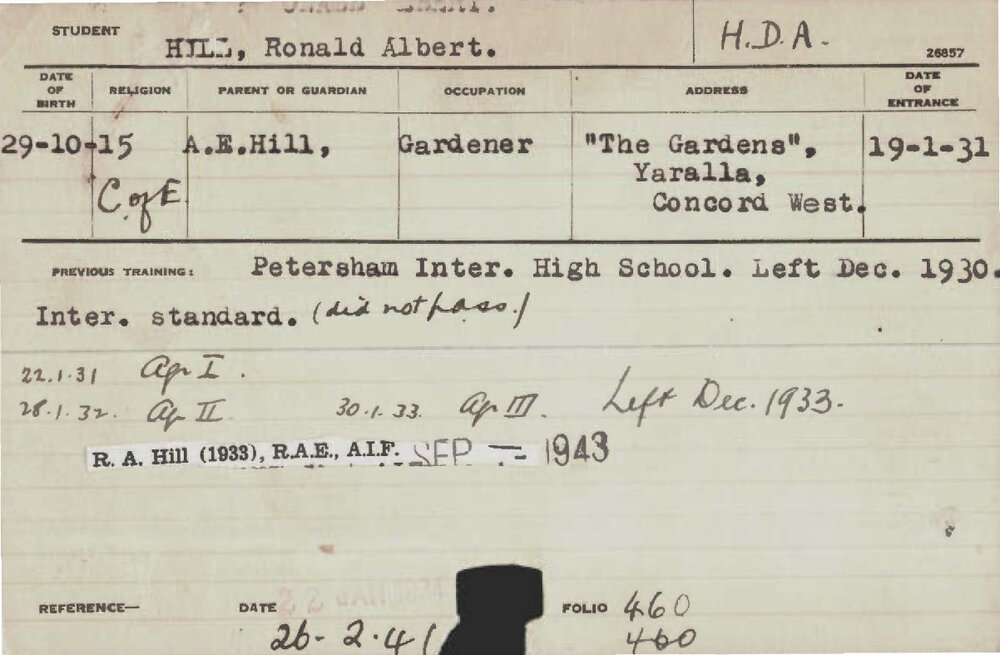 STUDENT
HILL, Ronald Albert.
H.D.A.
26857
DATE OF BIRTH
RELIGION
PARENT OR GUARDIAN
OCCUPATION
ADDRESS
DATE OF ENTRANCE
29-10-15
A.E.Hill,
Gardener
"The Gardens",
19-1-31
Yaralla,
C of E
Concord West.
PREVIOUS TRAINING: Petersham Inter. High School. Left Dec. 1930.
Inter. standard. (did not pass.)
22.1.31 Ag I.
28.1.32. Ag II 30.1.33. Ag III. Left Dec. 1933.
R. A. Hill (1933), R.A.E., A.I.F. SEP - 1943
REFERENCE— DATE FOLIO 460
26-2-41 460